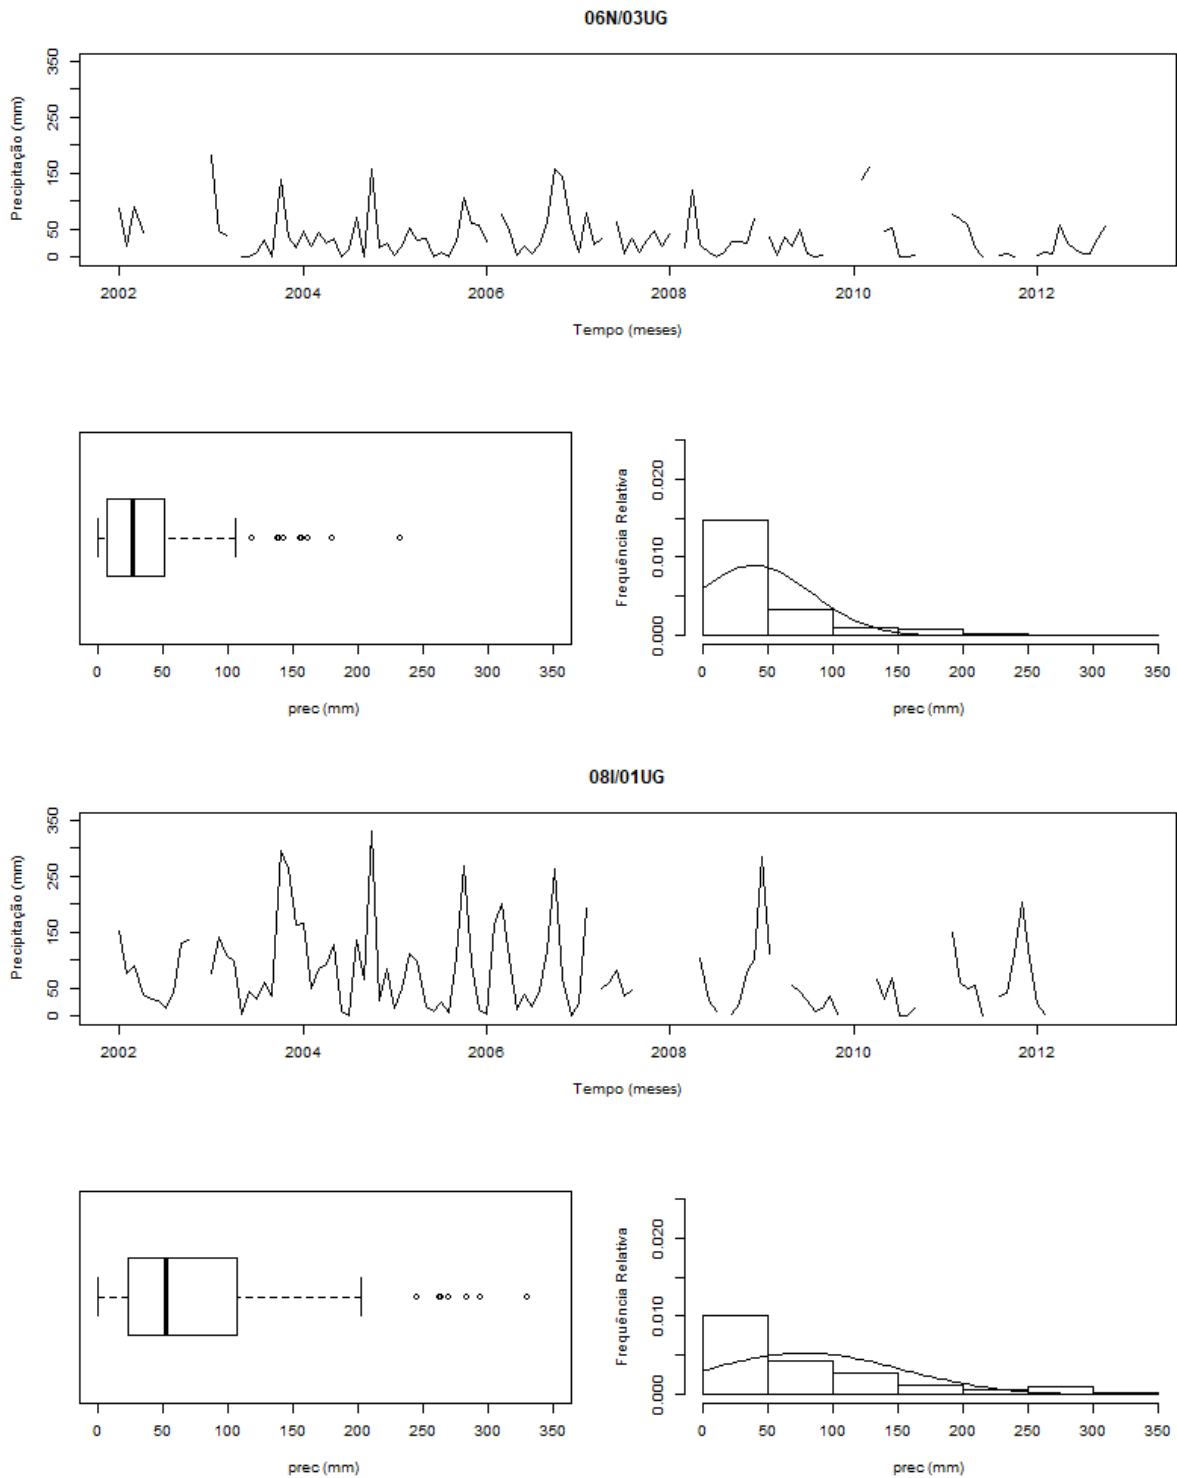 06N/03UG
Precipitação (mm)
350
250
150
50
0
2002 2004 2006 2008 2010 2012
Tempo (meses)
0 50 100 150 200 250 300 350
prec (mm)
Frequência Relativa
0.020
0.010
0.000
0 50 100 150 200 250 300 350
prec (mm)
08I/01UG
Precipitação (mm)
350
250
150
50
0
2002 2004 2006 2008 2010 2012
Tempo (meses)
0 50 100 150 200 250 300 350
prec (mm)
Frequência Relativa
0.020
0.010
0.000
0 50 100 150 200 250 300 350
prec (mm)